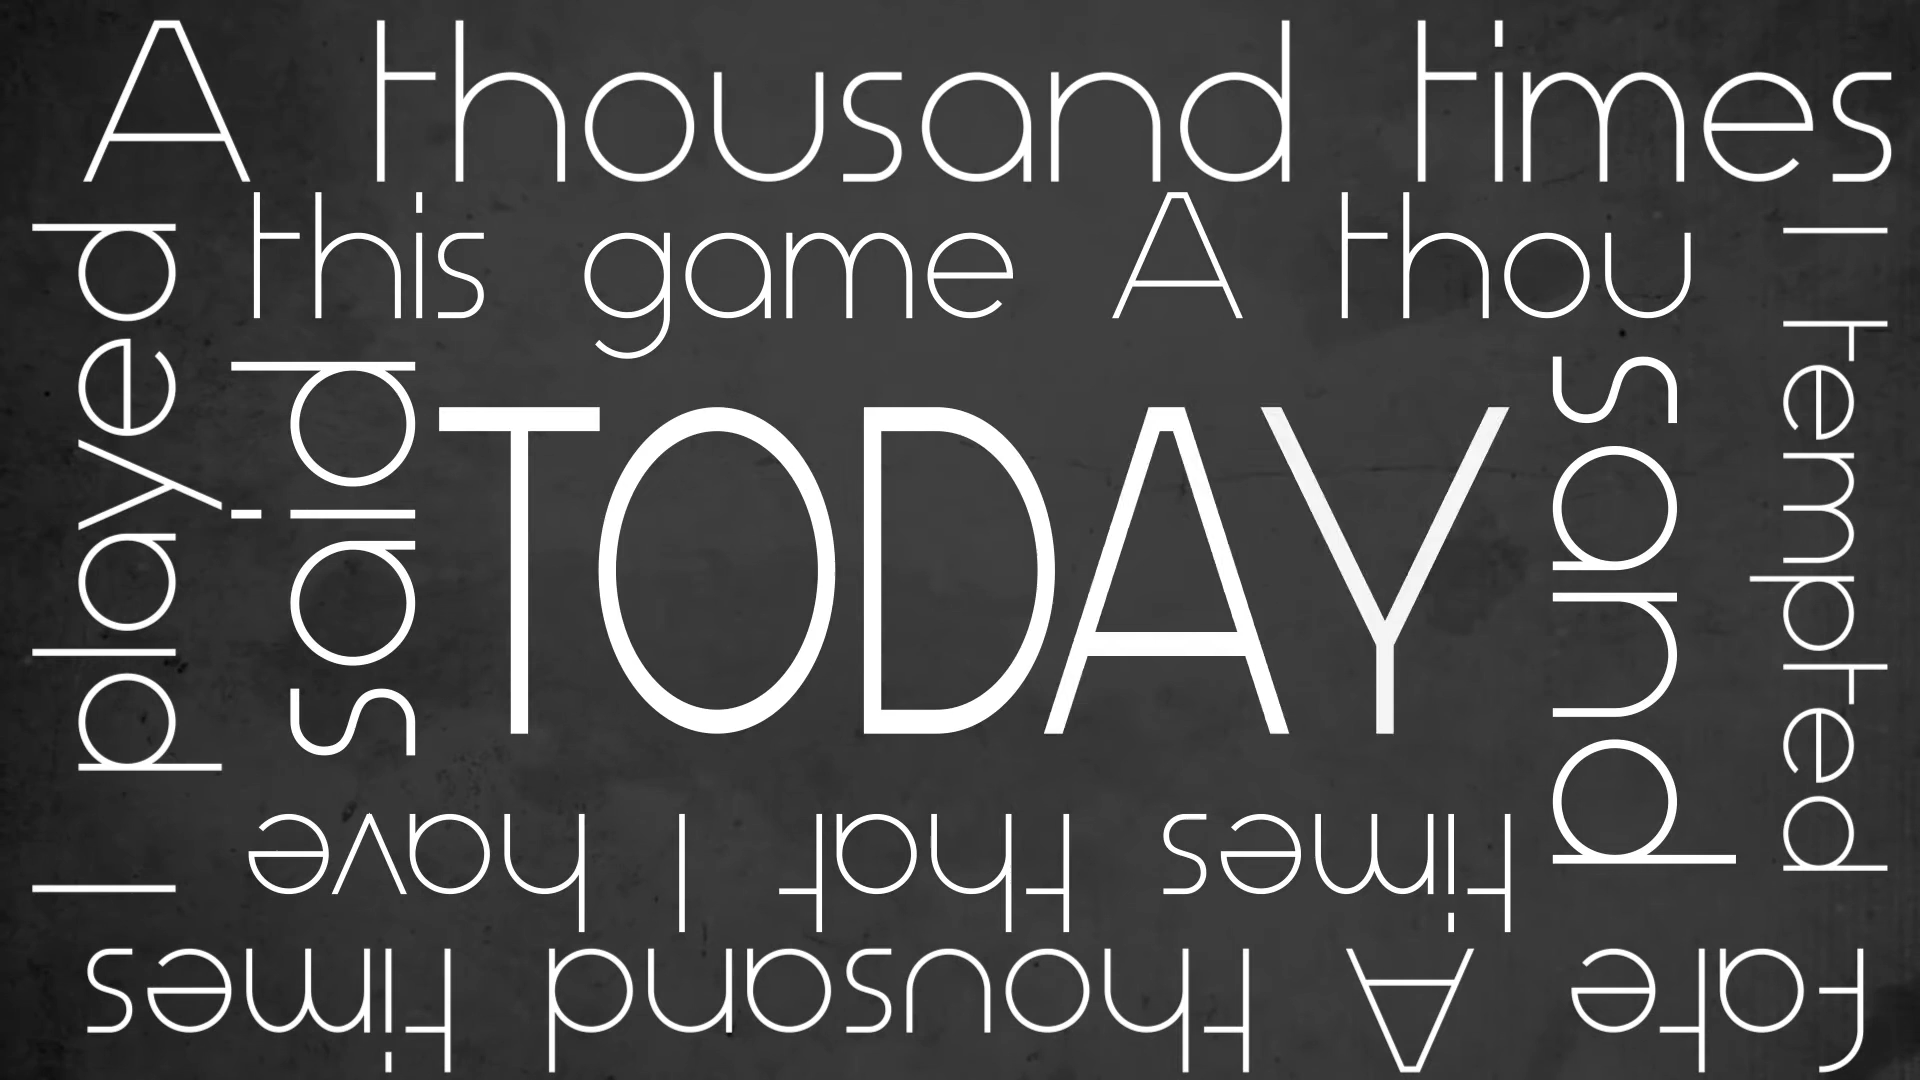 A thousand times
I tempted
fate A thousand times
I played
this game A thou
sand
times that I have
said
TODAY